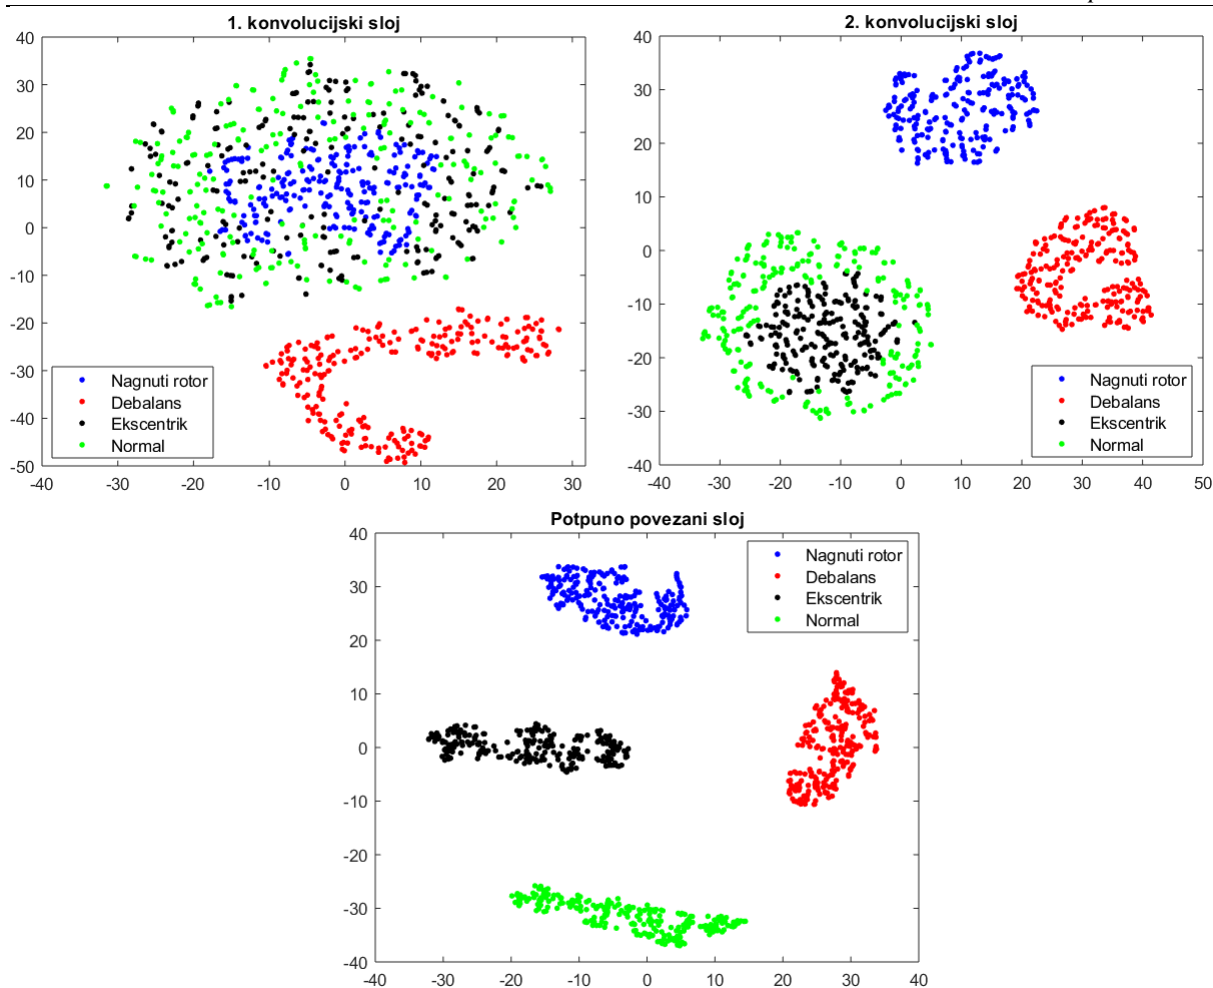 1. konvolucijski sloj
40
30
20
10
0
-10
-20
-30
-40
-50
-40 -30 -20 -10 0 10 20 30
Nagnuti rotor
Debalans
Ekscentrik
Normal
2. konvolucijski sloj
40
30
20
10
0
-10
-20
-30
-40
-40 -30 -20 -10 0 10 20 30 40 50
Nagnuti rotor
Debalans
Ekscentrik
Normal
Potpuno povezani sloj
40
30
20
10
0
-10
-20
-30
-40
40 -30 -20 -10 0 10 20 30 40
Nagnuti rotor
Debalans
Ekscentrik
Normal